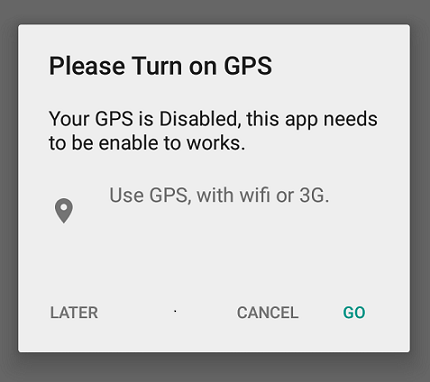 Please Turn on GPS
Your GPS is Disabled, this app needs
to be enable to works.
Use GPS, with wifi or 3G.
LATER . CANCEL GO